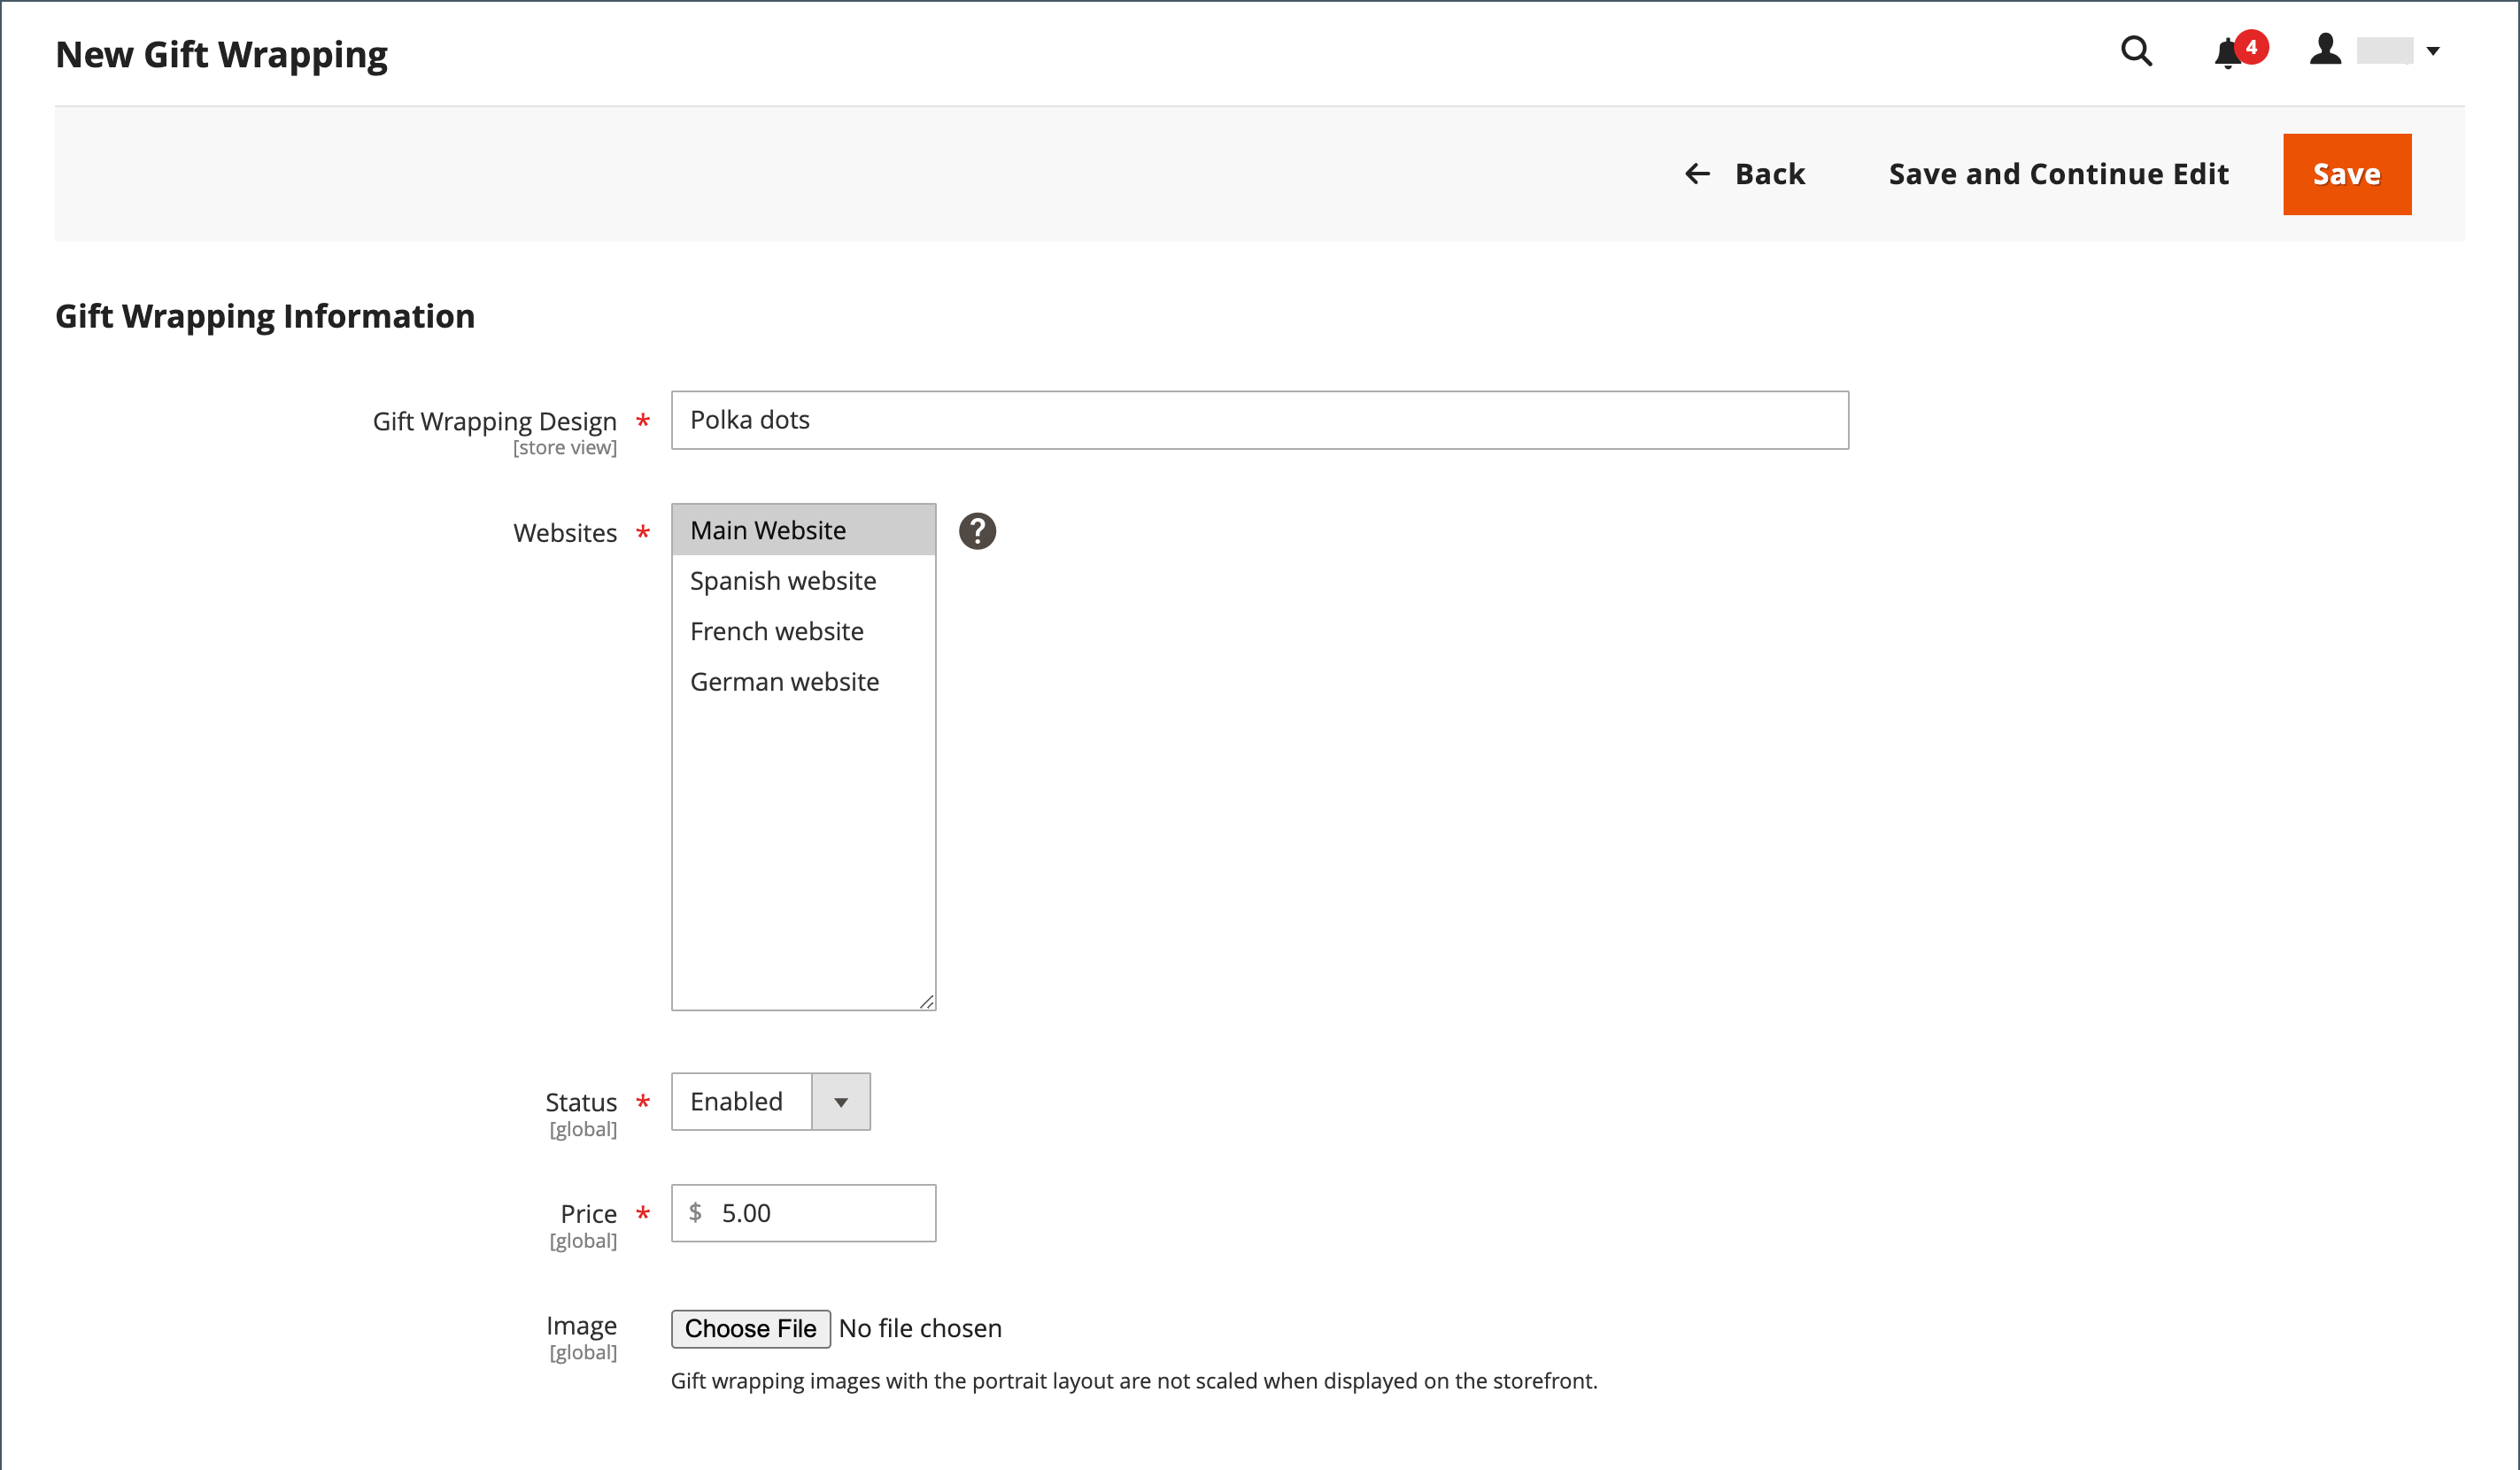 New Gift Wrapping
4
Back
Save and Continue Edit
Save
Gift Wrapping Information
Gift Wrapping Design *
[store view]
Polka dots
Websites *
Main Website
?
Spanish website
French website
German website
Status *
[global]
Enabled
Price *
[global]
$ 5.00
Image
[global]
Choose File No file chosen
Gift wrapping images with the portrait layout are not scaled when displayed on the storefront.